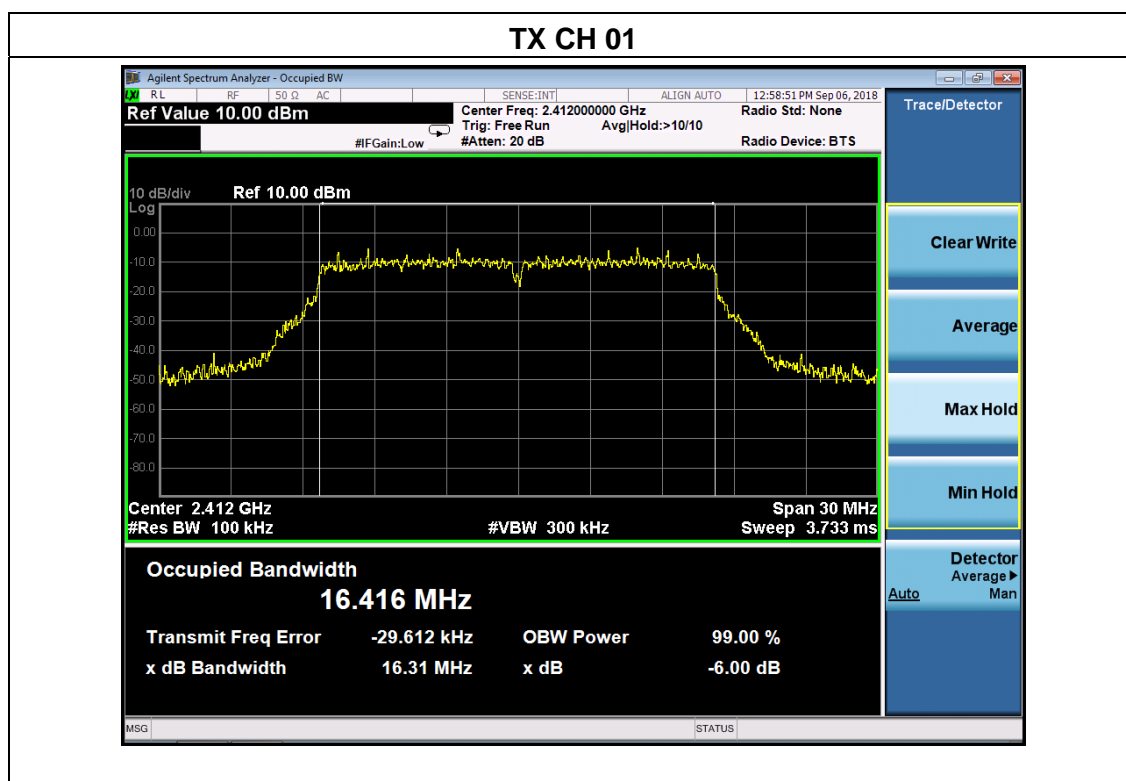 TX CH 01
Agilent Spectrum Analyzer - Occupied BW
LXI RL RF 50 Ω AC SENSE:INT ALIGN AUTO 12:58:51 PM Sep 06, 2018
Ref Value 10.00 dBm
Center Freq: 2.412000000 GHz
Radio Std: None
Trig: Free Run Avg|Hold:>10/10
#IFGain:Low
#Atten: 20 dB
Radio Device: BTS
Trace/Detector
10 dB/div Ref 10.00 dBm
Log
0.00
-10.0
-20.0
-30.0
-40.0
-50.0
-60.0
-70.0
-80.0
Center 2.412 GHz
Span 30 MHz
#Res BW 100 kHz
#VBW 300 kHz
Sweep 3.733 ms
Clear Write
Average
Max Hold
Min Hold
Detector
Average▶
Auto Man
Occupied Bandwidth
16.416 MHz
Transmit Freq Error -29.612 kHz OBW Power 99.00 %
x dB Bandwidth 16.31 MHz x dB -6.00 dB
MSG
STATUS